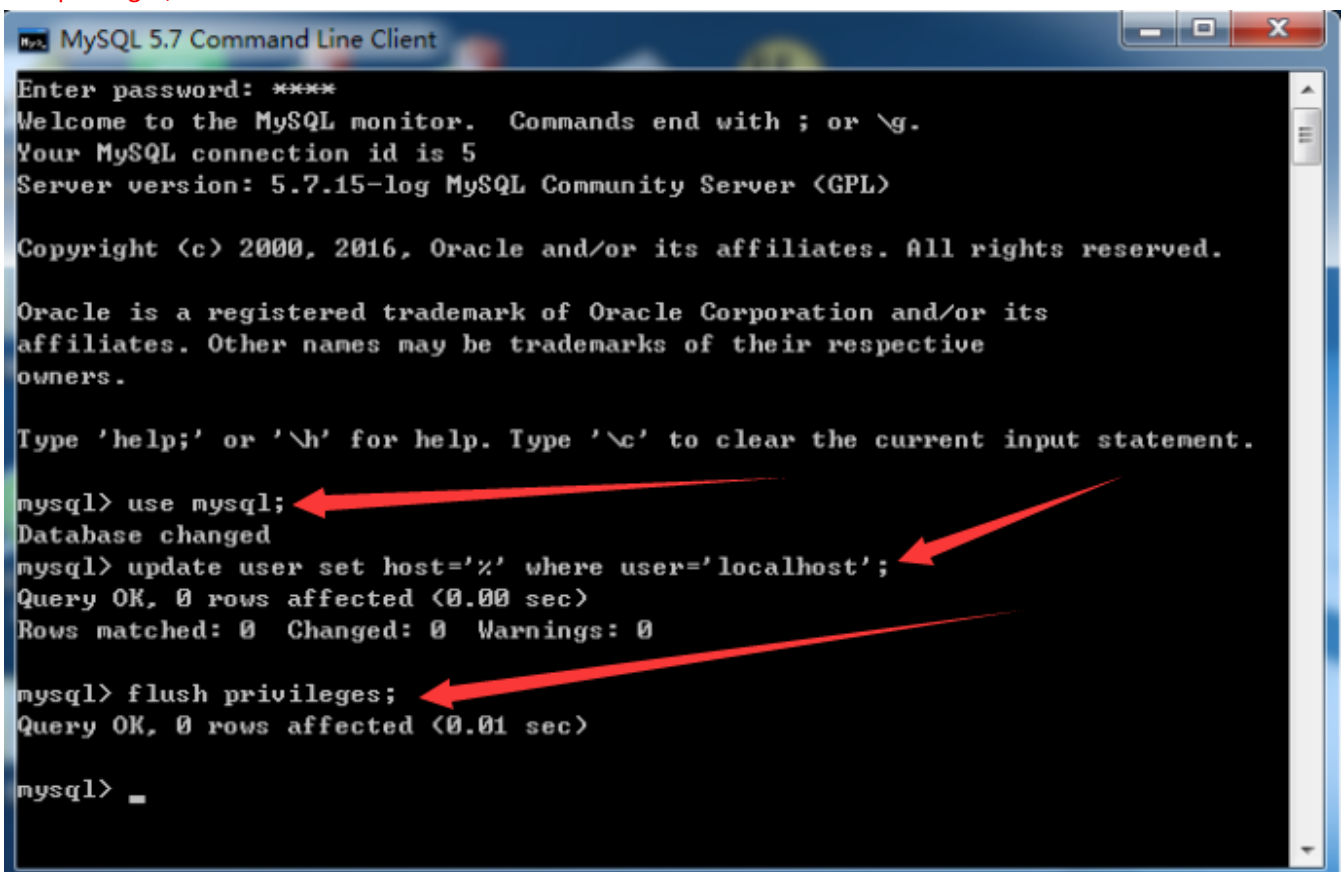 MySQL 5.7 Command Line Client
Enter password: ****
Welcome to the MySQL monitor.  Commands end with ; or \g.
Your MySQL connection id is 5
Server version: 5.7.15-log MySQL Community Server (GPL)
Copyright (c) 2000, 2016, Oracle and/or its affiliates. All rights reserved.
Oracle is a registered trademark of Oracle Corporation and/or its
affiliates. Other names may be trademarks of their respective
owners.
Type 'help;' or '\h' for help. Type '\c' to clear the current input statement.
mysql> use mysql;
Database changed
mysql> update user set host='%' where user='localhost';
Query OK, 0 rows affected (0.00 sec)
Rows matched: 0  Changed: 0  Warnings: 0
mysql> flush privileges;
Query OK, 0 rows affected (0.01 sec)
mysql> _